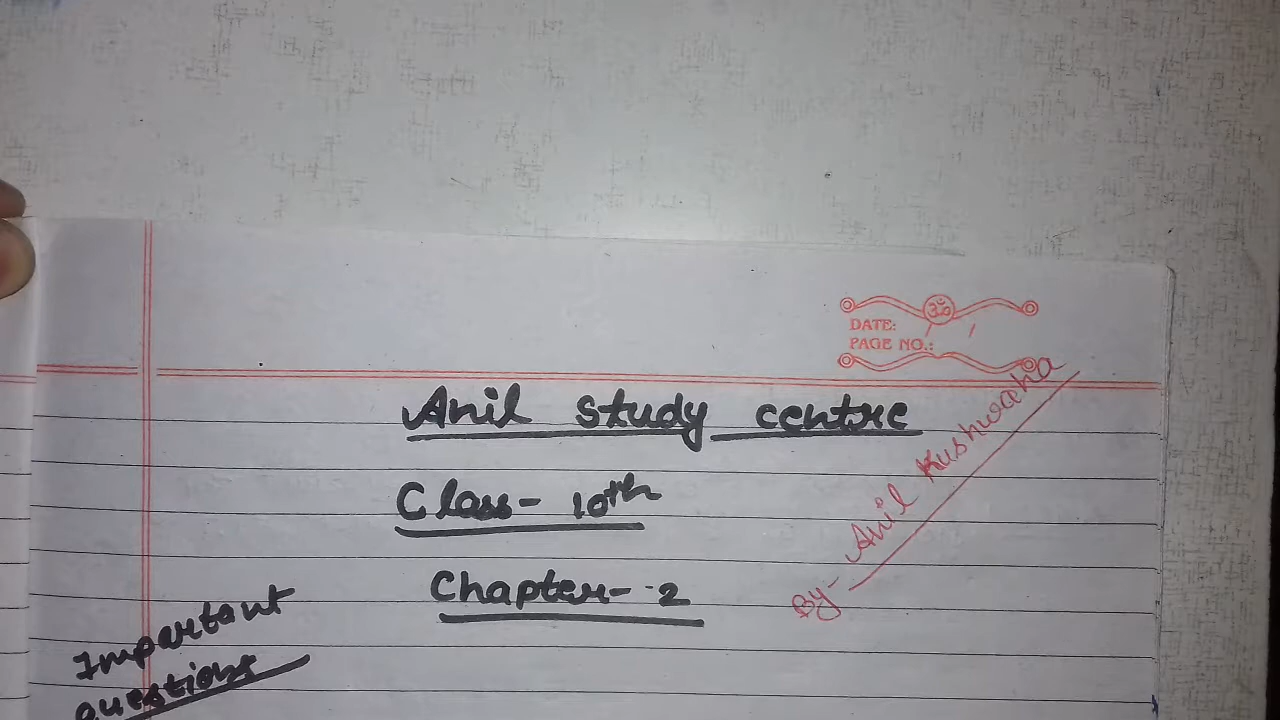 ॐ
DATE:
PAGE NO.:
Anil study centre
Class- 10th
Chapter- 2
By- Anil Kushwaha
Important
questions